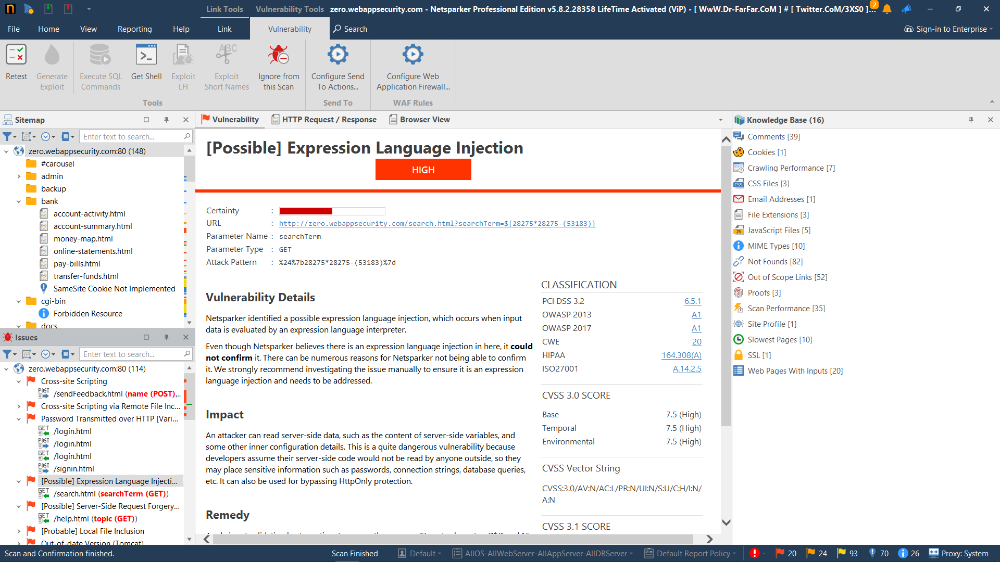 Link Tools
Vulnerability Tools
zero.webappsecurity.com - Netsparker Professional Edition v5.8.2.28358 LifeTime Activated (ViP) - [ WwW.Dr-FarFar.CoM ] # [ Twitter.CoM/3XS0 ]...
2
File
Home
View
Reporting
Help
Link
Vulnerability
Search
Sign-in to Enterprise
Retest
Generate Exploit
Execute SQL Commands
Get Shell
Exploit LFI
ABC
Exploit Short Names
Ignore from this Scan
Configure Send To Actions...
Configure Web Application Firewall...
Tools
Send To
WAF Rules
Sitemap
Enter text to search...
zero.webappsecurity.com:80 (148)
#carousel
admin
backup
bank
account-activity.html
account-summary.html
money-map.html
online-statements.html
pay-bills.html
transfer-funds.html
SameSite Cookie Not Implemented
cgi-bin
Forbidden Resource
docs
Issues
Enter text to search...
zero.webappsecurity.com:80 (114)
Cross-site Scripting
POST /sendFeedback.html (name (POST),..
Cross-site Scripting via Remote File Inc...
Password Transmitted over HTTP [Vari...
GET /login.html
POST /login.html
GET /login.html
POST /signin.html
[Possible] Expression Language Injecti...
GET /search.html (searchTerm (GET))
[Possible] Server-Side Request Forgery...
GET /help.html (topic (GET))
[Probable] Local File Inclusion
Out-of-date Version (Tomcat)
Vulnerability
HTTP Request / Response
Browser View
[Possible] Expression Language Injection
HIGH
Certainty :
URL : http://zero.webappsecurity.com/search.html?searchTerm=${28275*28275-(53183)}
Parameter Name : searchTerm
Parameter Type : GET
Attack Pattern : %24%7b28275*28275-(53183)%7d
Vulnerability Details
Netsparker identified a possible expression language injection, which occurs when input
data is evaluated by an expression language interpreter.
Even though Netsparker believes there is an expression language injection in here, it could
not confirm it. There can be numerous reasons for Netsparker not being able to confirm
it. We strongly recommend investigating the issue manually to ensure it is an expression
language injection and needs to be addressed.
Impact
An attacker can read server-side data, such as the content of server-side variables, and
some other inner configuration details. This is a quite dangerous vulnerability because
developers assume their server-side code would not be read by anyone outside, so they
may place sensitive information such as passwords, connection strings, database queries,
etc. It can also be used for bypassing HttpOnly protection.
Remedy
CLASSIFICATION
PCI DSS 3.2 6.5.1
OWASP 2013 A1
OWASP 2017 A1
CWE 20
HIPAA 164.308(A)
ISO27001 A.14.2.5
CVSS 3.0 SCORE
Base 7.5 (High)
Temporal 7.5 (High)
Environmental 7.5 (High)
CVSS Vector String
CVSS:3.0/AV:N/AC:L/PR:N/UI:N/S:U/C:H/I:N/
A:N
CVSS 3.1 SCORE
Knowledge Base (16)
Comments [39]
Cookies [1]
Crawling Performance [7]
CSS Files [3]
Email Addresses [1]
File Extensions [3]
JavaScript Files [5]
MIME Types [10]
Not Founds [82]
Out of Scope Links [52]
Proofs [3]
Scan Performance [35]
Site Profile [1]
Slowest Pages [10]
SSL [1]
Web Pages With Inputs [20]
Scan and Confirmation finished.
Scan Finished
Default
AllOS-AllWebServer-AllAppServer-AllDBServer
Default Report Policy
-
20
24
93
70
26
Proxy: System